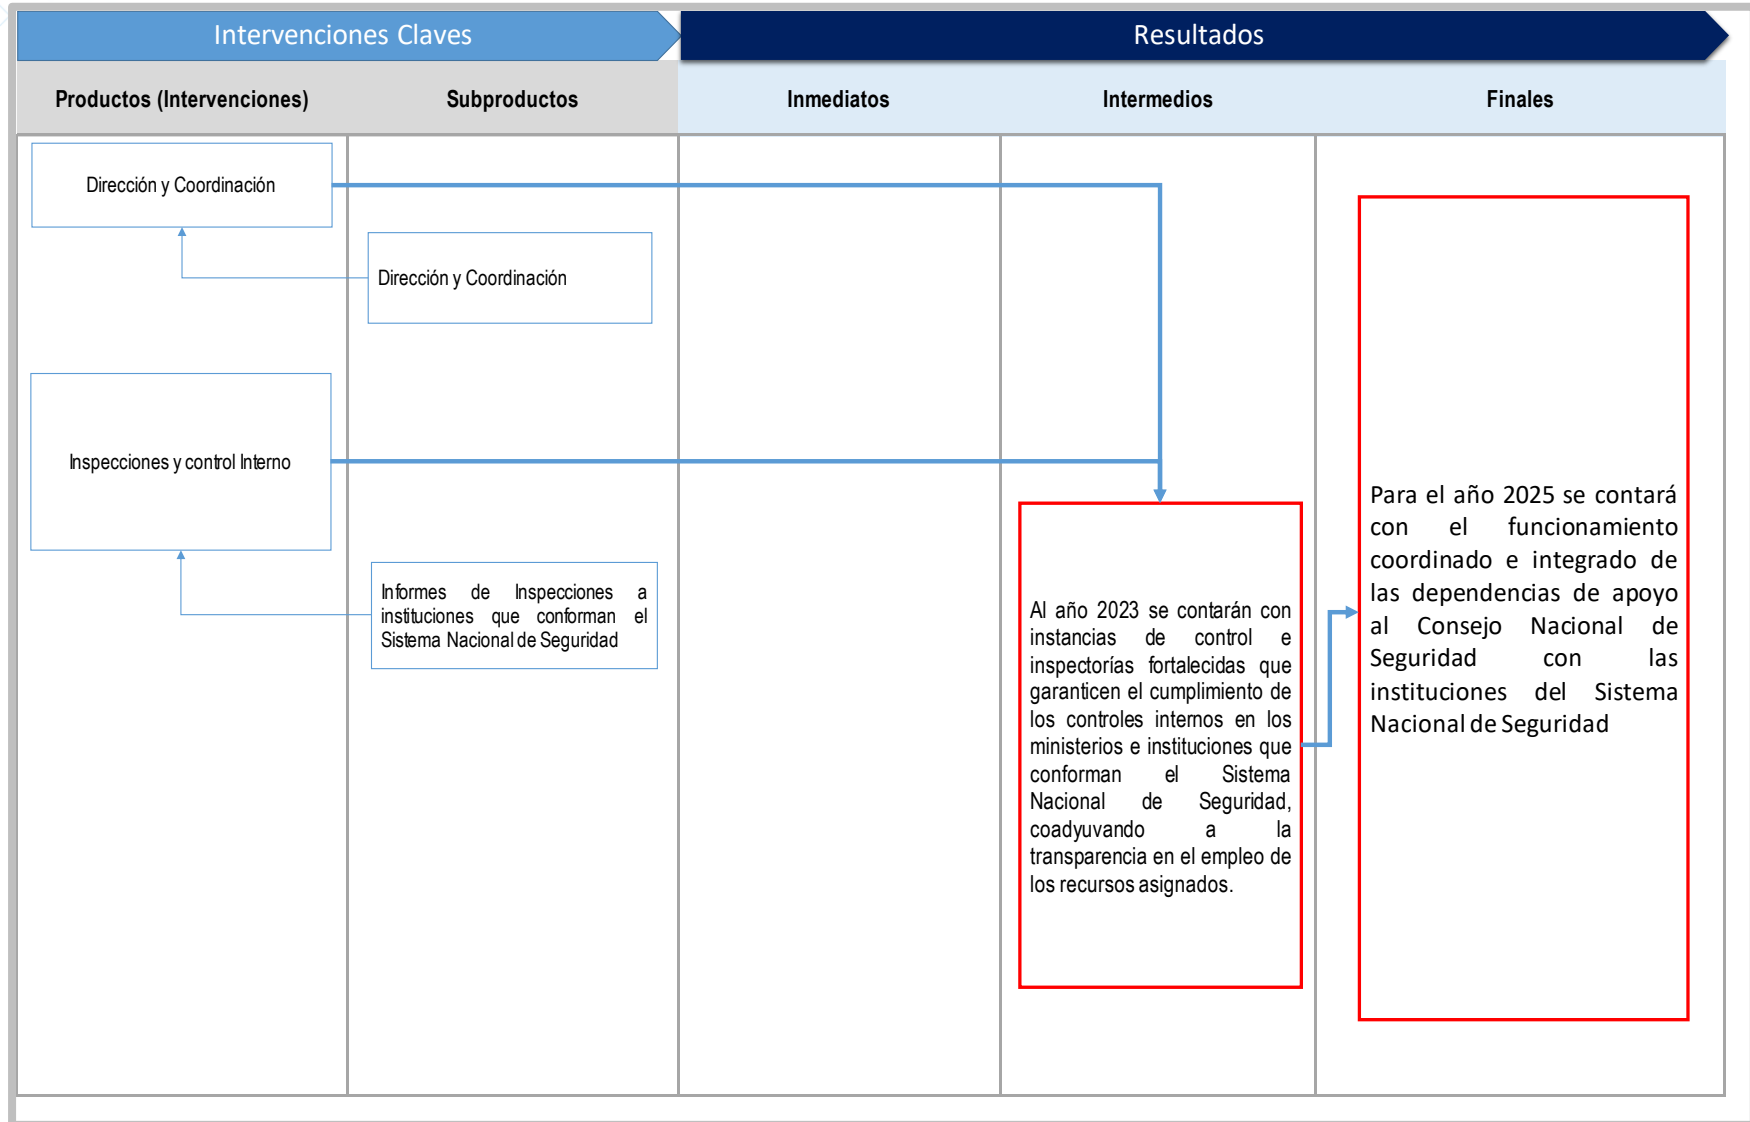 Intervenciones Claves
Resultados
Productos (Intervenciones)
Subproductos
Inmediatos
Intermedios
Finales
Dirección y Coordinación
Dirección y Coordinación
Inspecciones y control Interno
Informes de Inspecciones a
instituciones que conforman el
Sistema Nacional de Seguridad
Al año 2023 se contarán con
instancias de control e
inspectorías fortalecidas que
garanticen el cumplimiento de
los controles internos en los
ministerios e instituciones que
conforman el Sistema
Nacional de Seguridad,
coadyuvando a la
transparencia en el empleo de
los recursos asignados.
Para el año 2025 se contará
con el funcionamiento
coordinado e integrado de
las dependencias de apoyo
al Consejo Nacional de
Seguridad con las
instituciones del Sistema
Nacional de Seguridad